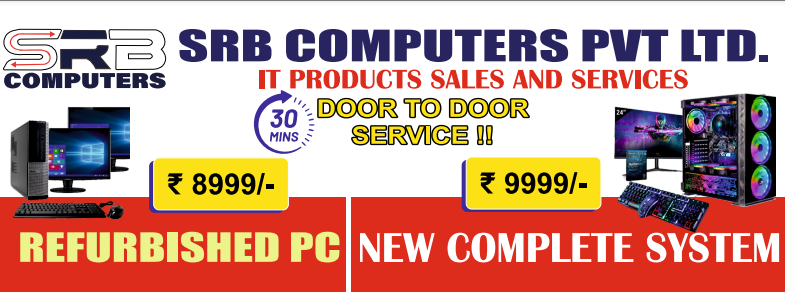 SRB
COMPUTERS
SRB COMPUTERS PVT LTD.
IT PRODUCTS SALES AND SERVICES
30
MINS
DOOR TO DOOR
SERVICE !!
24"
₹ 8999/-
₹ 9999/-
REFURBISHED PC
NEW COMPLETE SYSTEM